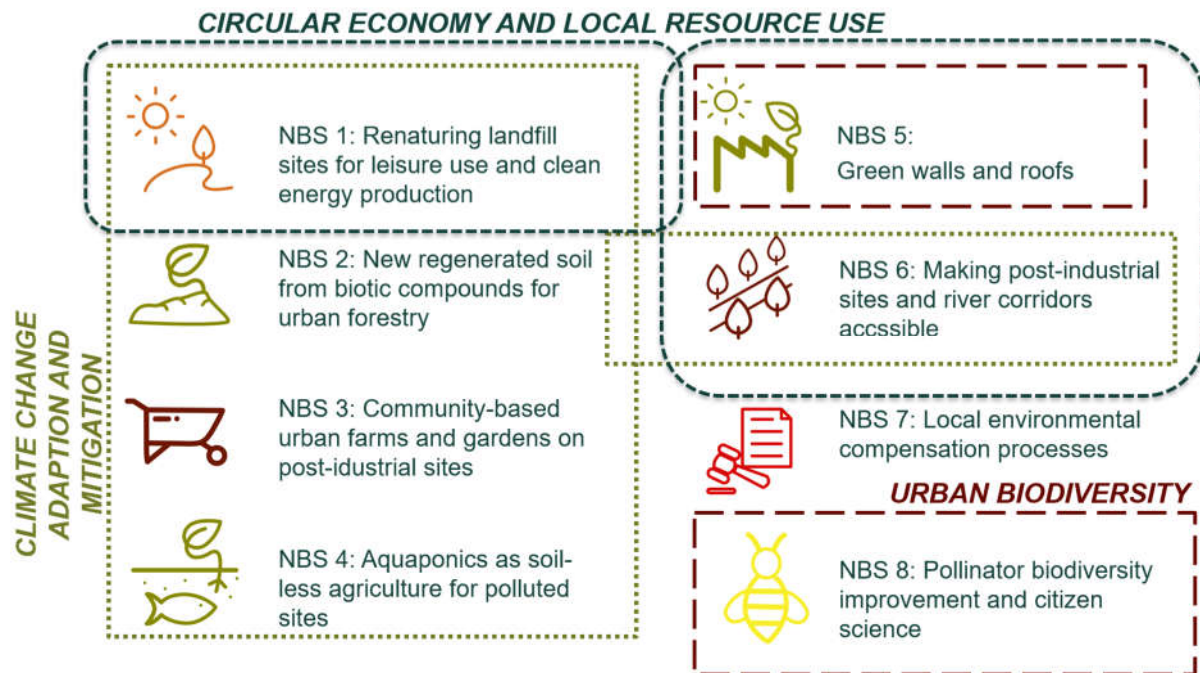 CIRCULAR ECONOMY AND LOCAL RESOURCE USE
NBS 1: Renaturing landfill
sites for leisure use and clean
energy production
NBS 2: New regenerated soil
from biotic compounds for
urban forestry
NBS 3: Community-based
urban farms and gardens on
post-idustrial sites
NBS 4: Aquaponics as soil-
less agriculture for polluted
sites
CLIMATE CHANGE
ADAPTION AND
MITIGATION
NBS 5:
Green walls and roofs
NBS 6: Making post-industrial
sites and river corridors
accssible
NBS 7: Local environmental
compensation processes
URBAN BIODIVERSITY
NBS 8: Pollinator biodiversity
improvement and citizen
science